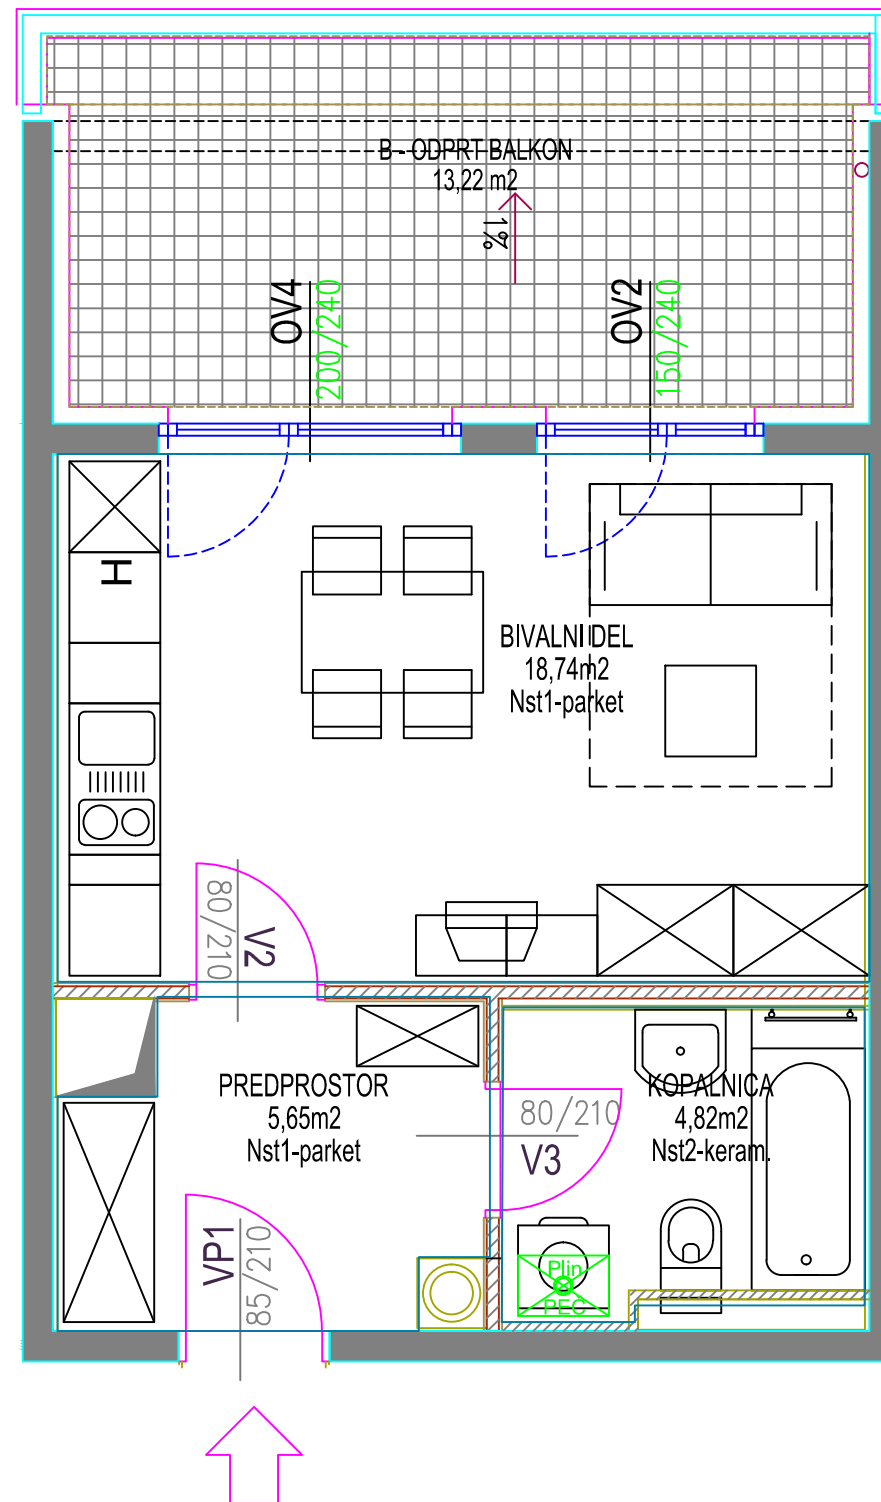 B - ODPRT BALKON
13,22 m2
1%
OV4
200/240
OV2
150/240
H
BIVALNI DEL
18,74m2
Nst1-parket
80/210
V2
PREDPROSTOR
5,65m2
Nst1-parket
80/210
V3
KOPALNICA
4,82m2
Nst2-keram.
VP1
85/210
Plin
PEČ